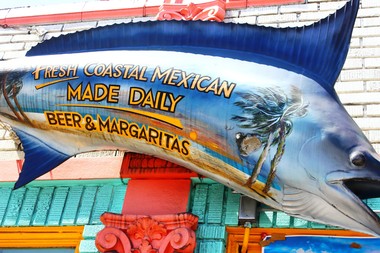 FRESH COASTAL MEXICAN
MADE DAILY
BEER & MARGARITAS